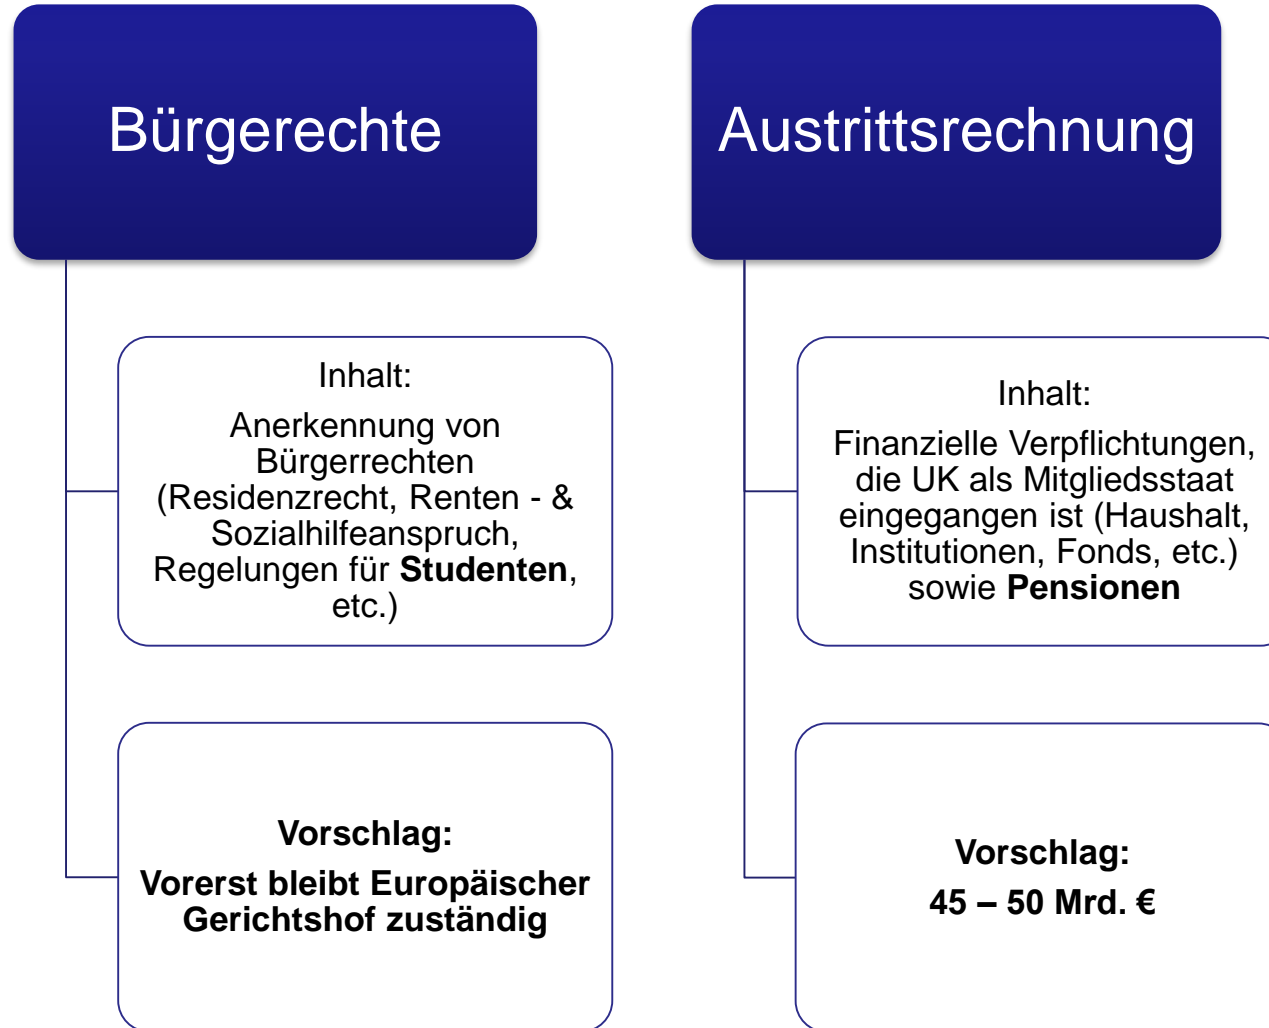 Bürgerechte
Inhalt:
Anerkennung von
Bürgerrechten
(Residenzrecht, Renten - &
Sozialhilfeanspruch,
Regelungen für Studenten,
etc.)
Vorschlag:
Vorerst bleibt Europäischer
Gerichtshof zuständig
Austrittsrechnung
Inhalt:
Finanzielle Verpflichtungen,
die UK als Mitgliedsstaat
eingegangen ist (Haushalt,
Institutionen, Fonds, etc.)
sowie Pensionen
Vorschlag:
45 – 50 Mrd. €